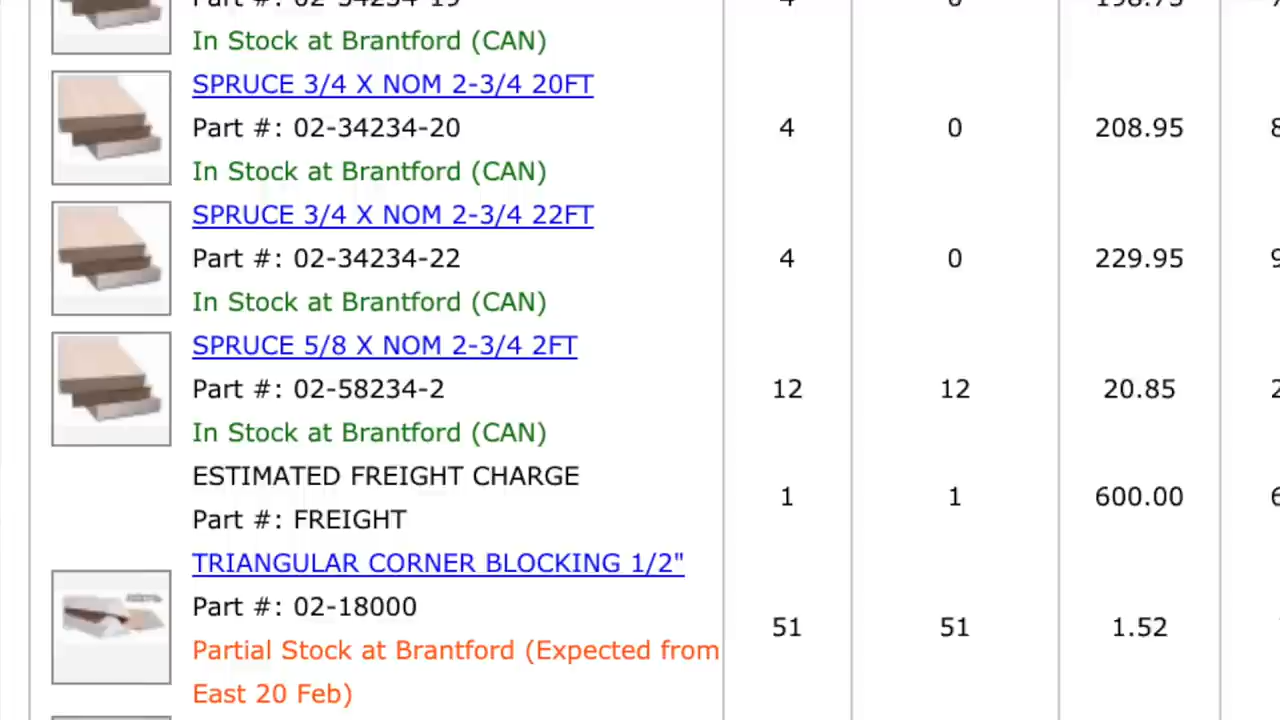 In Stock at Brantford (CAN)
SPRUCE 3/4 X NOM 2-3/4 20FT
Part #: 02-34234-20 4 0 208.95 8
In Stock at Brantford (CAN)
SPRUCE 3/4 X NOM 2-3/4 22FT
Part #: 02-34234-22 4 0 229.95 9
In Stock at Brantford (CAN)
SPRUCE 5/8 X NOM 2-3/4 2FT
Part #: 02-58234-2 12 12 20.85 2
In Stock at Brantford (CAN)
ESTIMATED FREIGHT CHARGE
1 1 600.00 6
Part #: FREIGHT
TRIANGULAR CORNER BLOCKING 1/2"
Part #: 02-18000
51 51 1.52
Partial Stock at Brantford (Expected from
East 20 Feb)